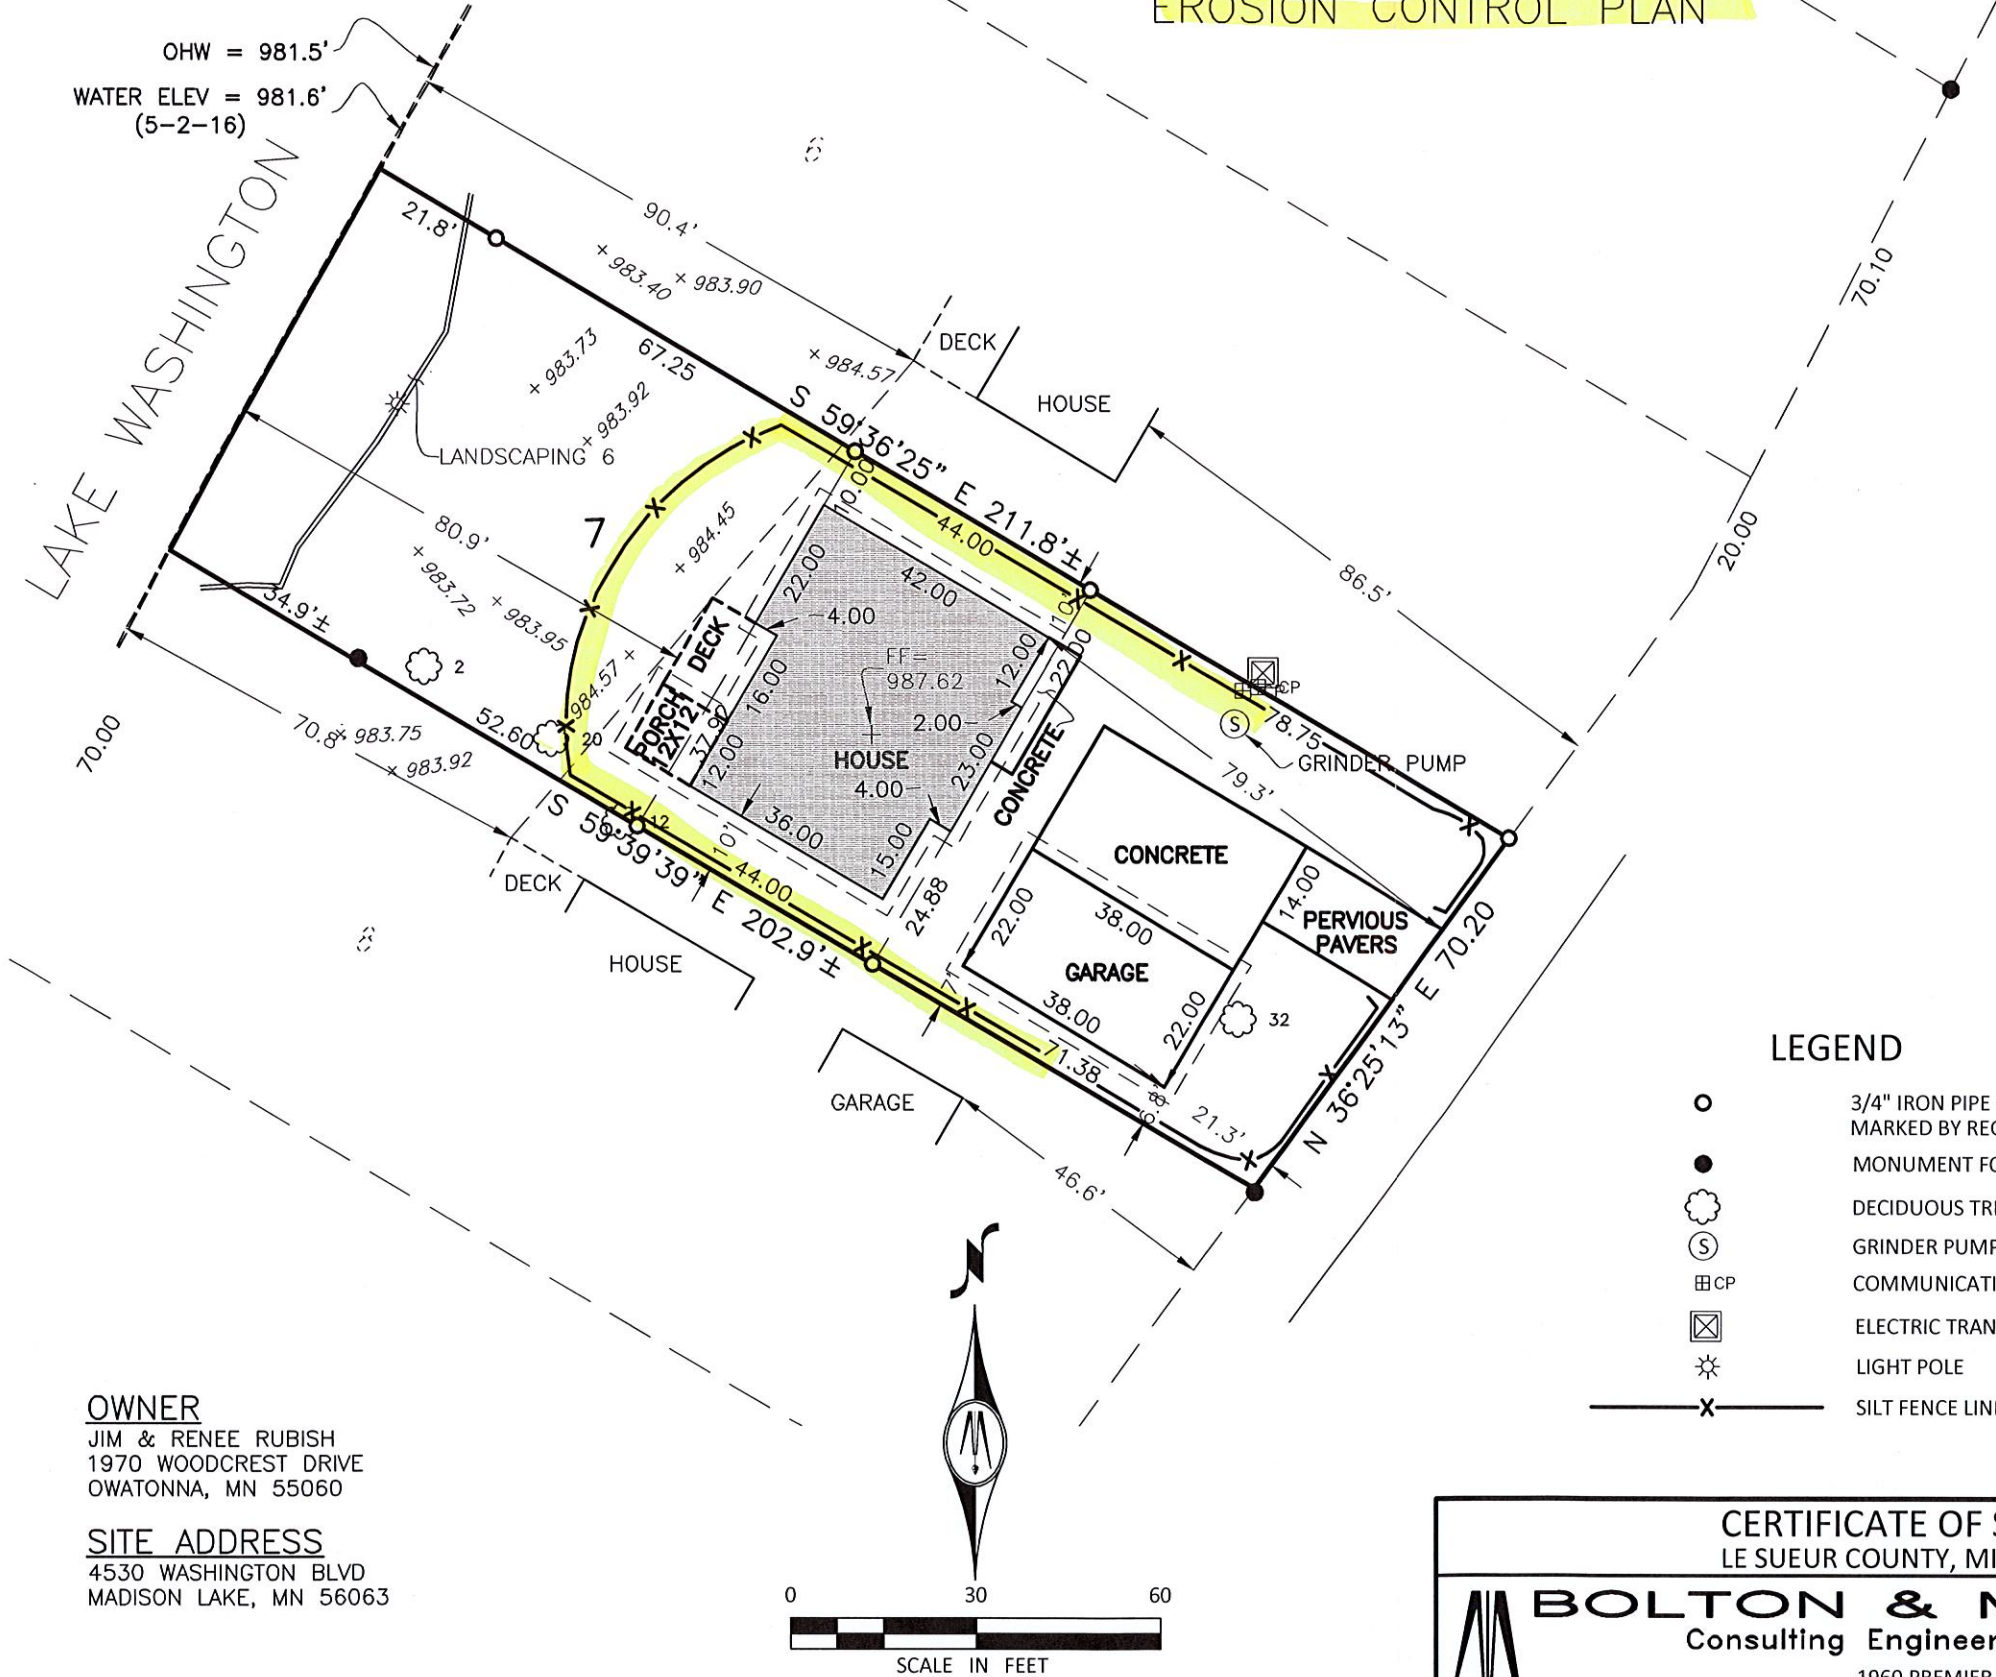 EROSION CONTROL PLAN
OHW = 981.5'
WATER ELEV = 981.6'
(5-2-16)
LAKE WASHINGTON
6
90.4'
21.8'
+ 983.40
+ 983.90
70.10
+ 983.73
67.25
+ 984.57
DECK
HOUSE
+ 983.92
LANDSCAPING 6
S 59°36'25" E 211.8'±
10.00
44.00
86.5'
20.00
80.9'
7
+ 984.45
+ 983.72
+ 983.95
984.57 +
34.9'±
2
22.00
42.00
4.00
DECK
16.00
FF=
987.62
12.00
10'
22.00
2.00
PORCH
12X12
37.92
12.00
HOUSE
4.00
23.00
CONCRETE
CP
S
78.75
GRINDER PUMP
79.3'
70.00
70.8'
+ 983.75
+ 983.92
52.60
20
12
S 59°39'39" E 202.9'±
10'
36.00
15.00
44.00
24.88
CONCRETE
14.00
PERVIOUS
PAVERS
22.00
38.00
GARAGE
38.00
22.00
32
N 36°25'13" E 70.20
DECK
HOUSE
6
7'
71.38
6.8'
21.3'
GARAGE
46.6'
LEGEND
3/4" IRON PIPE
MARKED BY
MONUMENT
DECIDUOUS
S
GRINDER PUMP
CP
ELECTRIC
LIGHT POLE
X
SILT FENCE
N
OWNER
JIM & RENEE RUBISH
1970 WOODCREST DRIVE
OWATONNA, MN 55060
SITE ADDRESS
4530 WASHINGTON BLVD
MADISON LAKE, MN 56063
0 30 60
SCALE IN FEET
CERTIFICATE OF
LE SUEUR COUNTY,
BOLTON &
Consulting
1960 PREMIER